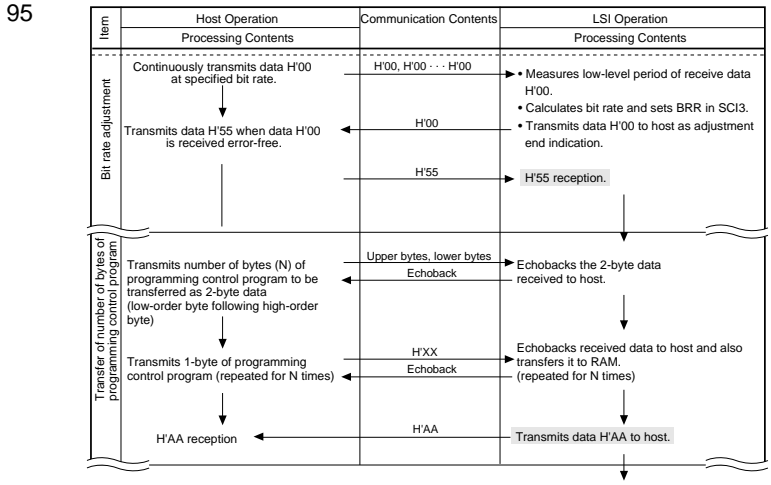 95
Item
Host Operation
Communication Contents
LSI Operation
Processing Contents
Processing Contents
Bit rate adjustment
Continuously transmits data H'00
at specified bit rate.
H'00, H'00 · · · H'00
• Measures low-level period of receive data
H'00.
• Calculates bit rate and sets BRR in SCI3.
• Transmits data H'00 to host as adjustment
end indication.
H'00
Transmits data H'55 when data H'00
is received error-free.
H'55
H'55 reception.
Transfer of number of bytes of
programming control program
Transmits number of bytes (N) of
programming control program to be
transferred as 2-byte data
(low-order byte following high-order
byte)
Upper bytes, lower bytes
Echoback
Echobacks the 2-byte data
received to host.
Transmits 1-byte of programming
control program (repeated for N times)
H'XX
Echoback
Echobacks received data to host and also
transfers it to RAM.
(repeated for N times)
H'AA reception
H'AA
Transmits data H'AA to host.